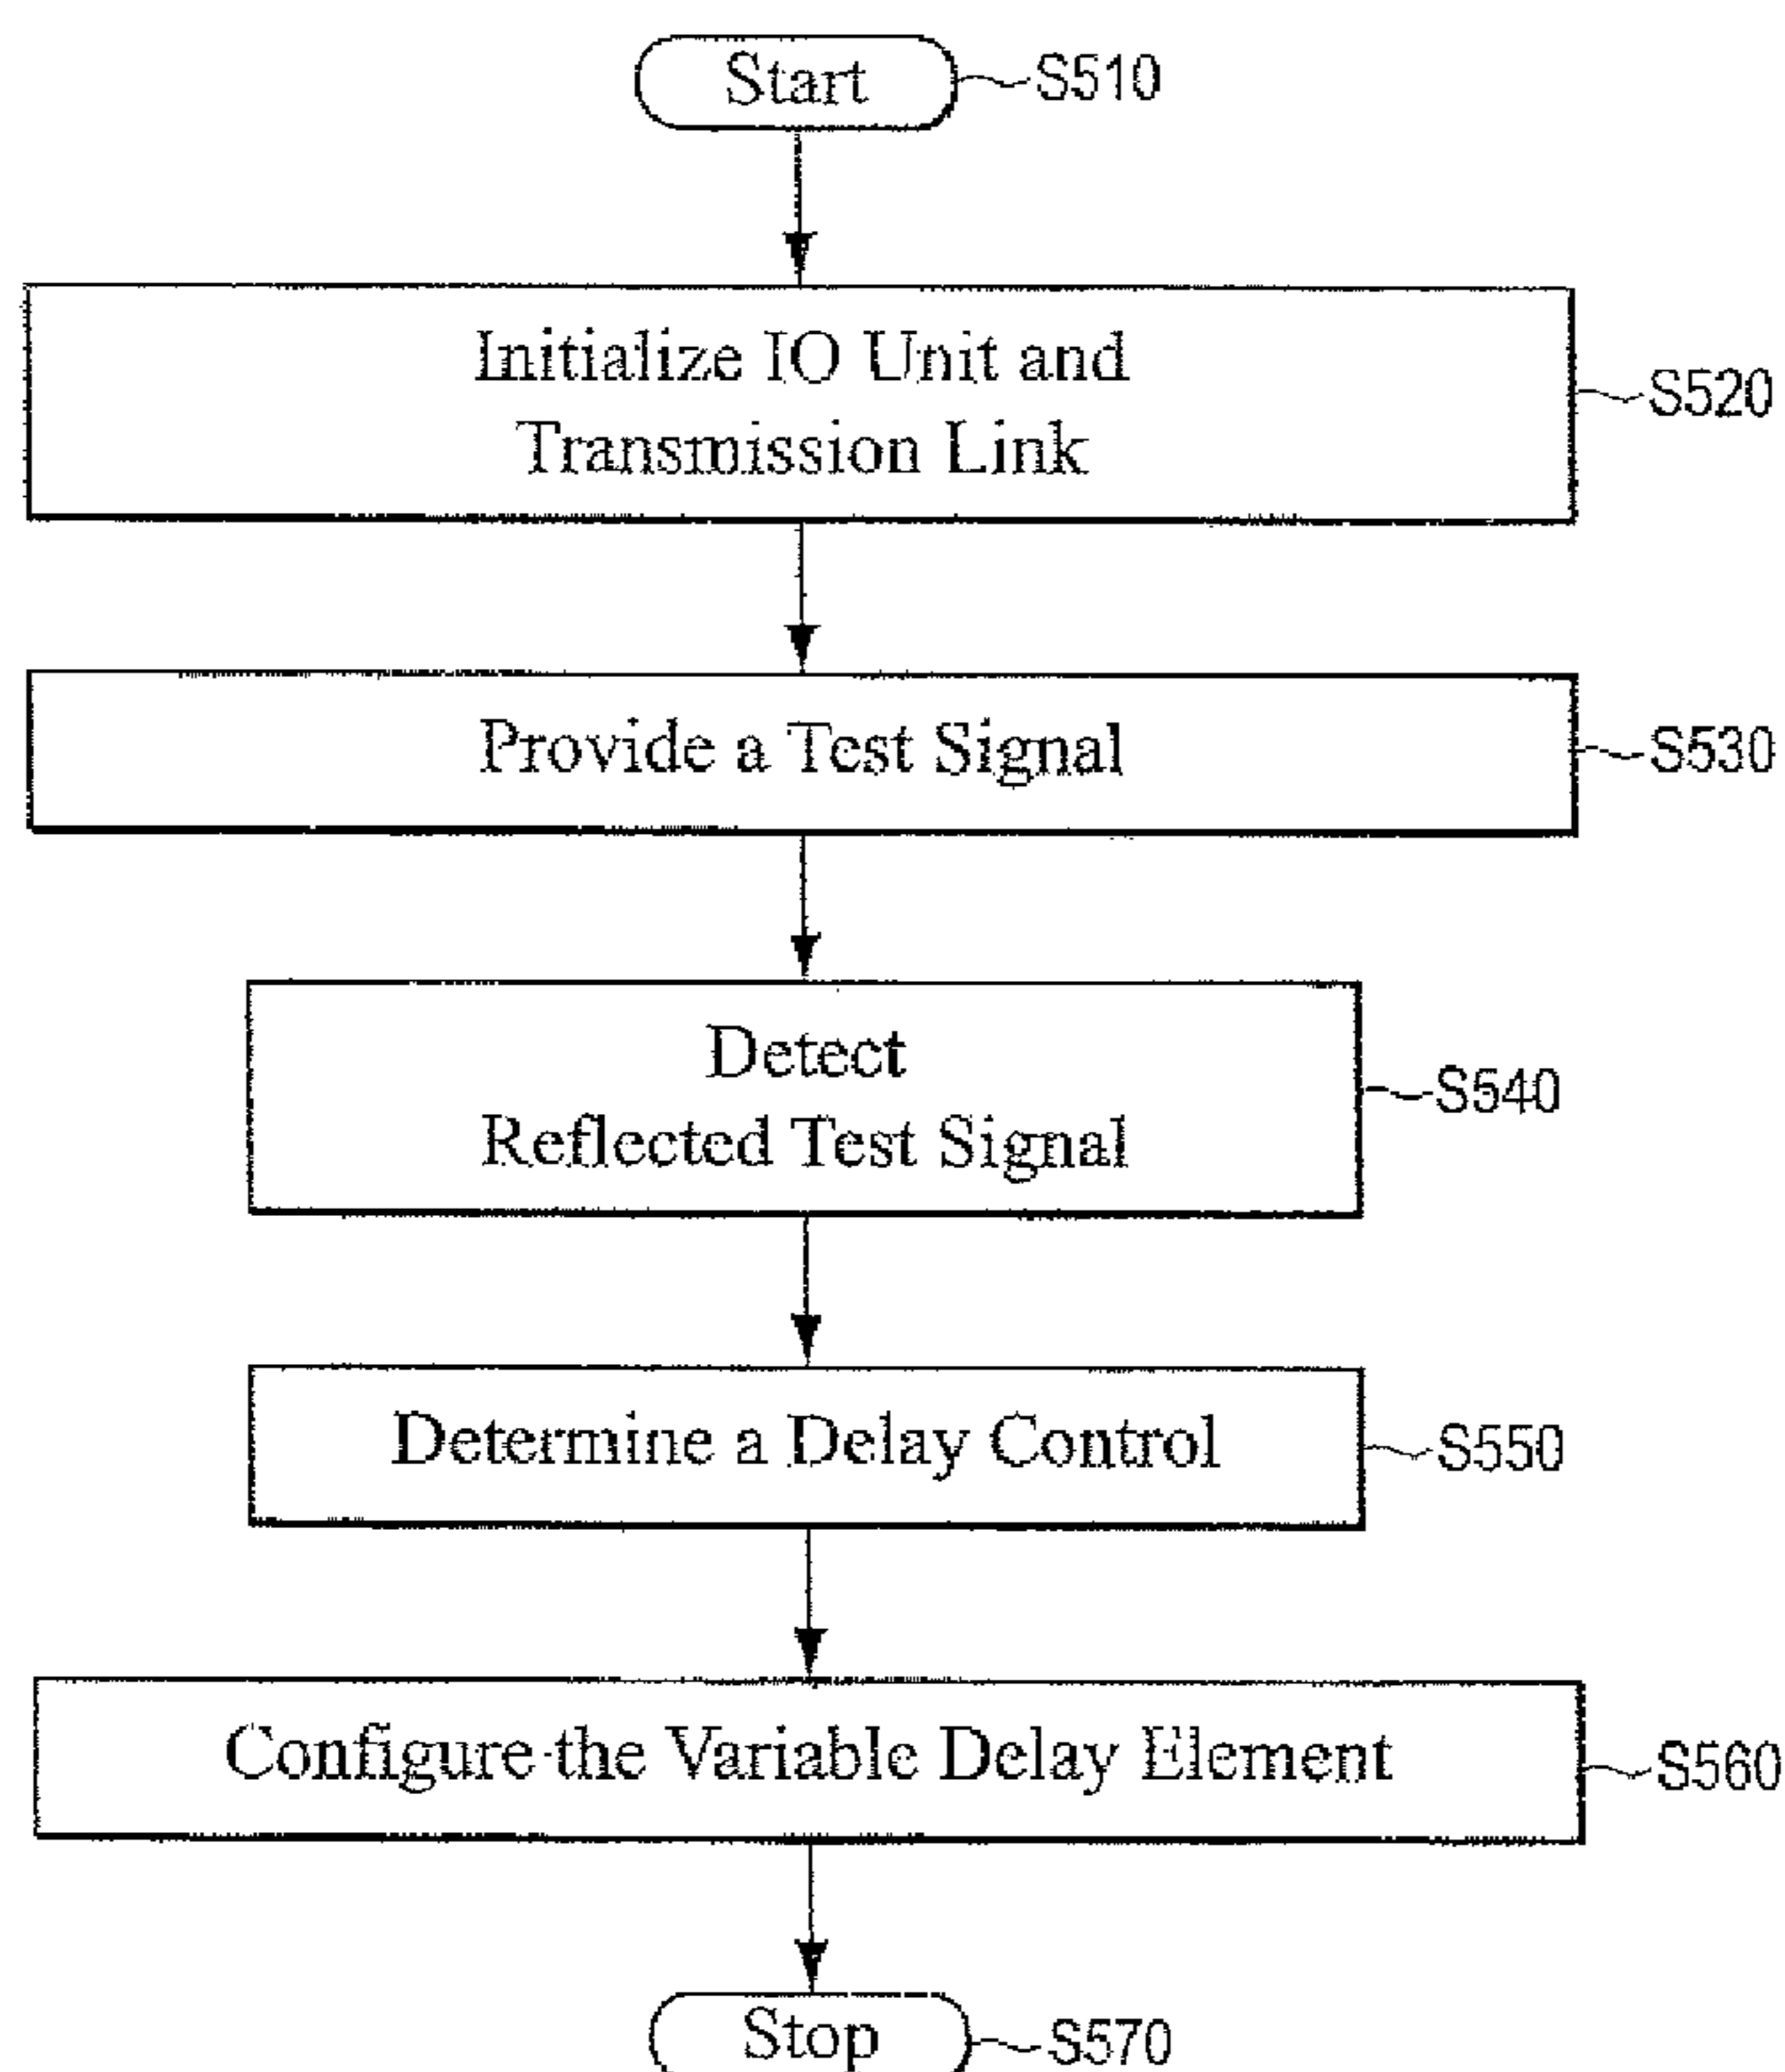 Start
S510
Initialize IO Unit and
Transmission Link
S520
Provide a Test Signal
S530
Detect
Reflected Test Signal
S540
Determine a Delay Control
S550
Configure the Variable Delay Element
S560
Stop
S570